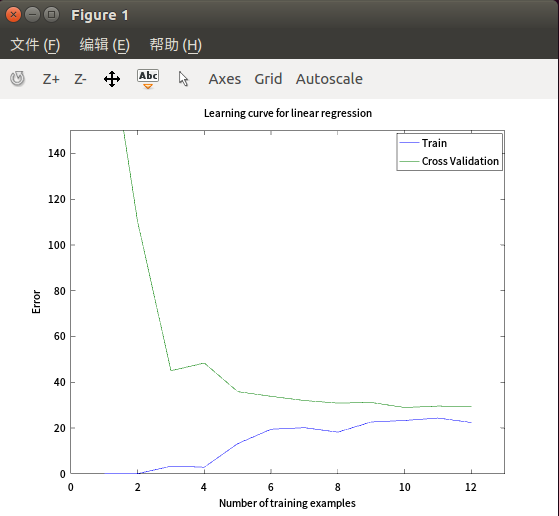 Figure 1
文件 (F) 编辑 (E) 帮助 (H)
Z+ Z- Abc Axes Grid Autoscale
Learning curve for linear regression
Train
Cross Validation
140
120
100
80
60
40
20
0
Error
0 2 4 6 8 10 12
Number of training examples